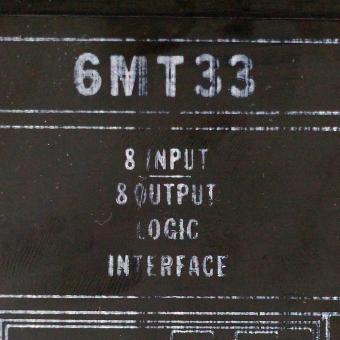 6MT33
8 INPUT
8 OUTPUT
LOGIC
INTERFACE